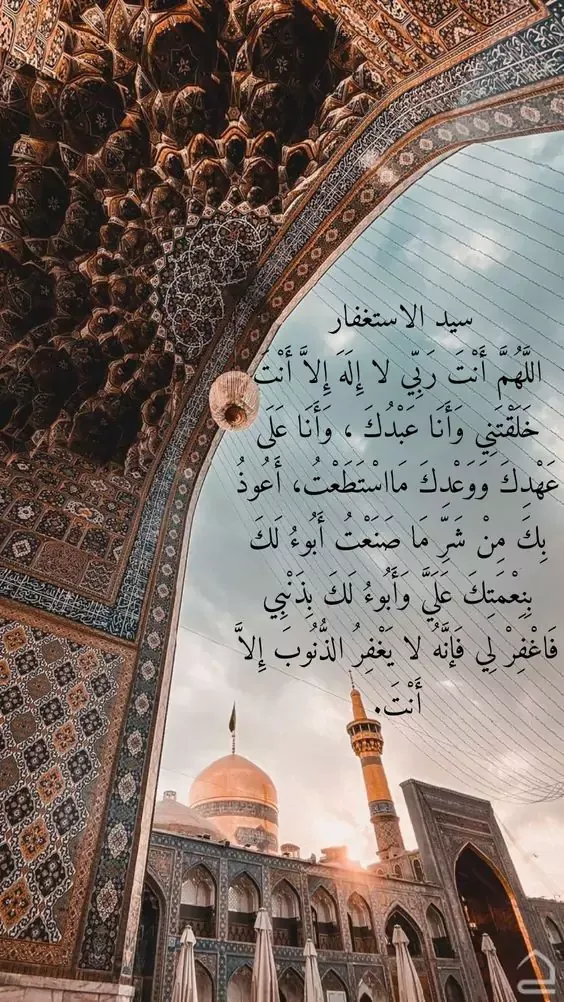 سيد الاستغفار
اللَّهُمَّ أَنْتَ رَبِّي لا إِلَهَ إِلاَّ أَنْتَ
خَلَقْتَنِي وَأَنَا عَبْدُكَ ، وَأَنَا عَلَى
عَهْدِكَ وَوَعْدِكَ مَااسْتَطَعْتُ، أَعُوذُ
بِكَ مِنْ شَرِّ مَا صَنَعْتُ أَبُوءُ لَكَ
بِنِعْمَتِكَ عَلَيَّ وَأَبُوءُ لَكَ بِذَنْبِي
فَاغْفِرْ لِي فَإِنَّهُ لا يَغْفِرُ الذُّنُوبَ إِلاَّ
أَنْتَ.